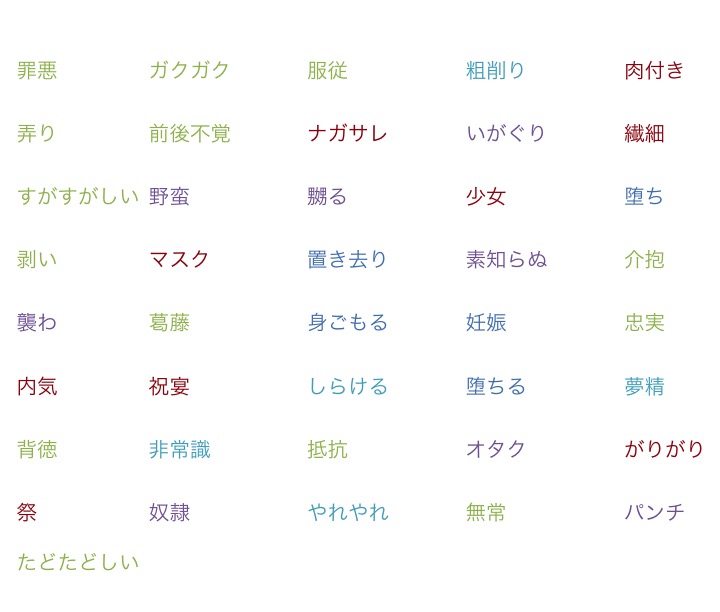 罪悪 ガクガク 服従 粗削り 肉付き
弄り 前後不覚 ナガサレ いがぐり 繊細
すがすがしい 野蛮 嬲る 少女 堕ち
剥い マスク 置き去り 素知らぬ 介抱
襲わ 葛藤 身ごもる 妊娠 忠実
内気 祝宴 しらける 堕ちる 夢精
背徳 非常識 抵抗 オタク がりがり
祭 奴隷 やれやれ 無常 パンチ
たどたどしい